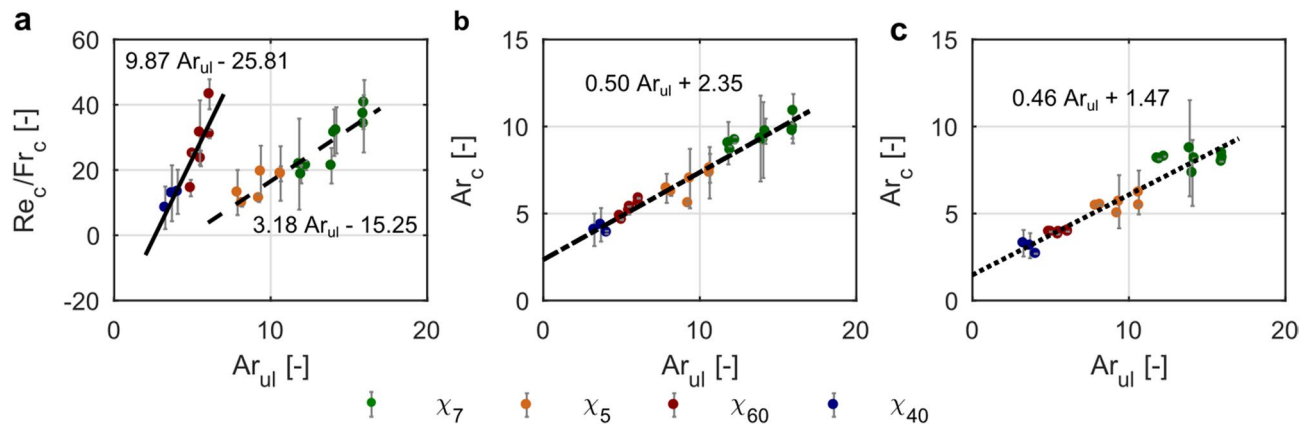 a
60
40
20
0
-20
Re_c/Fr_c [-]
9.87 Ar_ul - 25.81
3.18 Ar_ul - 15.25
0 10 20
Ar_ul [-]
b
15
10
5
0
Ar_c [-]
0.50 Ar_ul + 2.35
0 10 20
Ar_ul [-]
c
15
10
5
0
Ar_c [-]
0.46 Ar_ul + 1.47
0 10 20
Ar_ul [-]
χ_7 χ_5 χ_60 χ_40